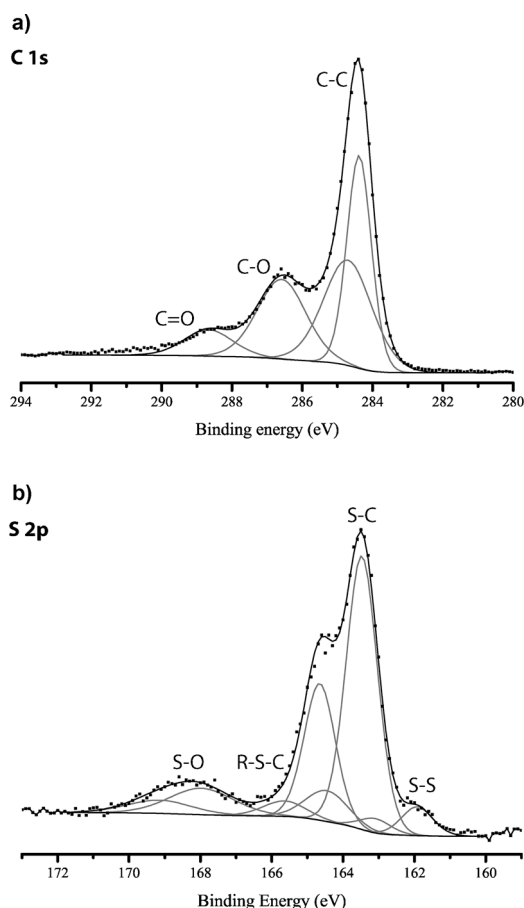 a)
C 1s
C-C
C-O
C=O
294 292 290 288 286 284 282 280
Binding energy (eV)
b)
S 2p
S-C
S-O R-S-C
S-S
172 170 168 166 164 162 160
Binding Energy (eV)